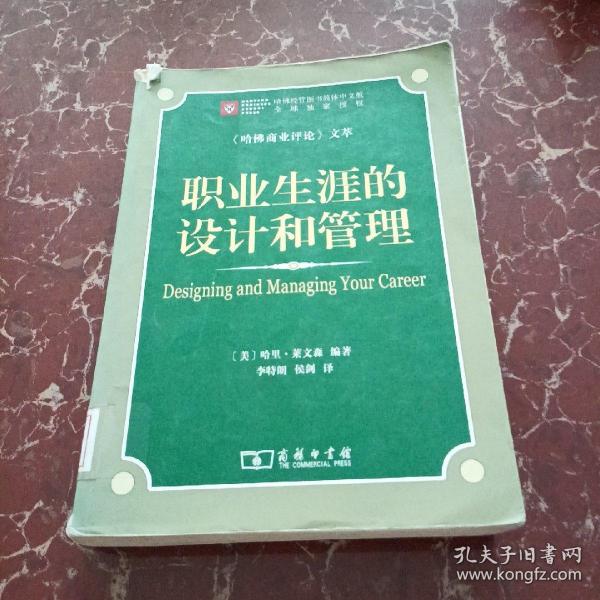 哈佛经管图书简体中文版
全球独家授权
《哈佛商业评论》文萃
职业生涯的
设计和管理
Designing and Managing Your Career
〔美〕哈里·莱文森 编著
李特朗 侯剑 译
商务印书馆
THE COMMERCIAL PRESS
孔夫子旧书网
www.kongfz.com